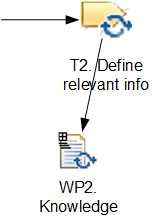 T2. Define
relevant info
WP2.
Knowledge